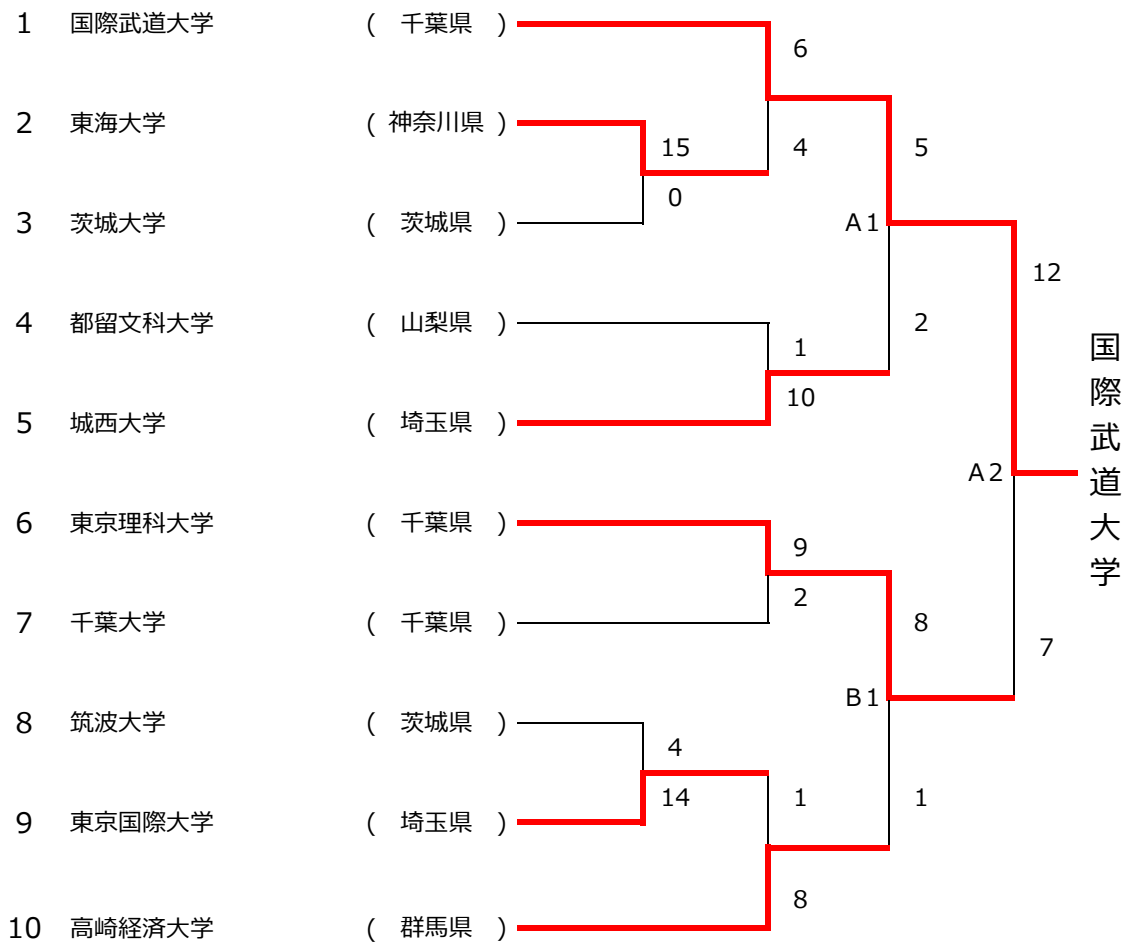 1 国際武道大学 ( 千葉県 )
6
2 東海大学 ( 神奈川県 )
15
4
5
0
3 茨城大学 ( 茨城県 )
A1
12
4 都留文科大学 ( 山梨県 )
2
1
10
国際武道大学
5 城西大学 ( 埼玉県 )
A2
6 東京理科大学 ( 千葉県 )
9
2
7 千葉大学 ( 千葉県 )
8
7
B1
8 筑波大学 ( 茨城県 )
4
14
1
1
9 東京国際大学 ( 埼玉県 )
8
10 高崎経済大学 ( 群馬県 )